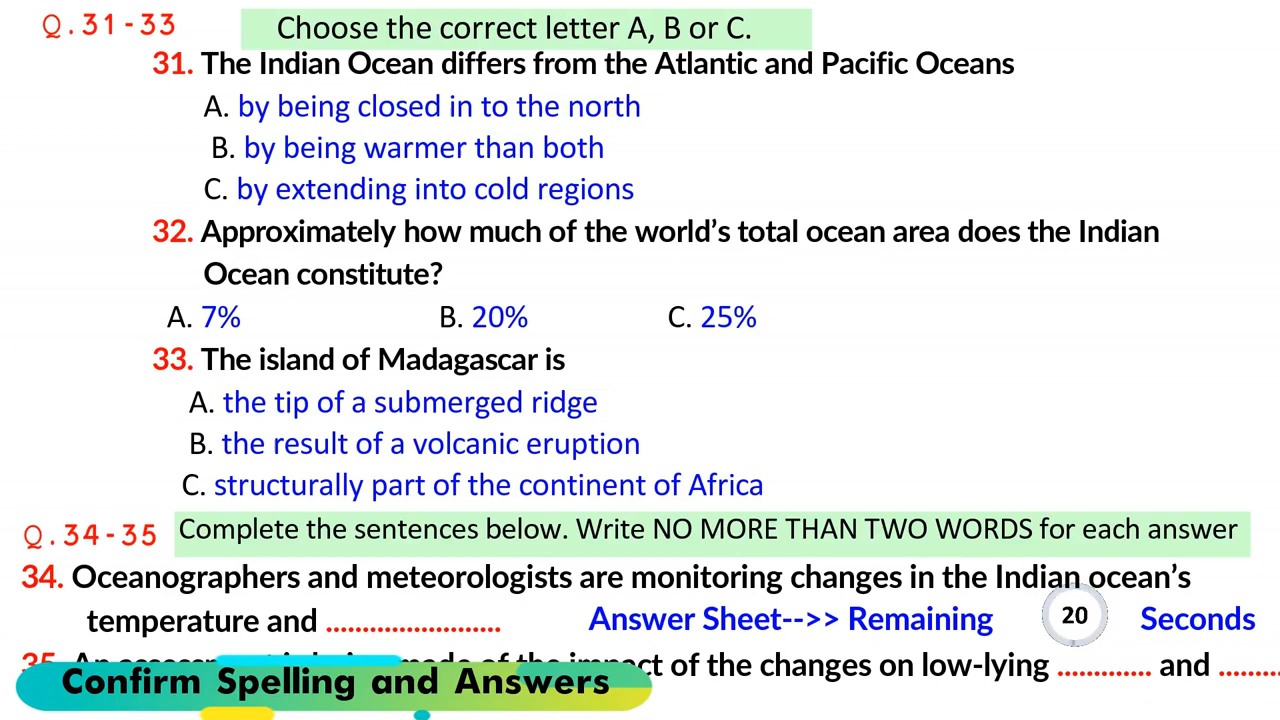 Q.31-33 Choose the correct letter A, B or C.
31. The Indian Ocean differs from the Atlantic and Pacific Oceans
A. by being closed in to the north
B. by being warmer than both
C. by extending into cold regions
32. Approximately how much of the world's total ocean area does the Indian
Ocean constitute?
A. 7% B. 20% C. 25%
33. The island of Madagascar is
A. the tip of a submerged ridge
B. the result of a volcanic eruption
C. structurally part of the continent of Africa
Q.34-35 Complete the sentences below. Write NO MORE THAN TWO WORDS for each answer
34. Oceanographers and meteorologists are monitoring changes in the Indian ocean's
temperature and ...................... Answer Sheet-->> Remaining 20 Seconds
35. of the impact of the changes on low-lying ............. and .........
Confirm Spelling and Answers